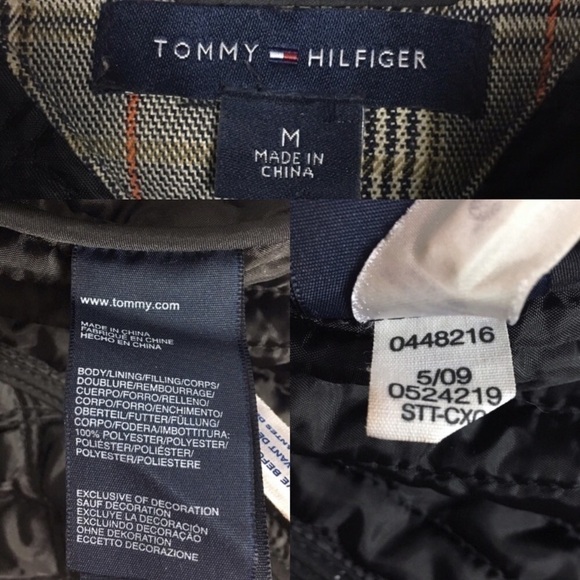 TOMMY HILFIGER
M
MADE IN
CHINA
www.tommy.com
MADE IN CHINA
FABRIQUÉ EN CHINE
HECHO EN CHINA
BODY/LINING/FILLING/CORPS/
DOUBLURE/REMBOURRAGE/
CUERPO/FORRO/RELLENO/
CORPO/FORRO/ENCHIMENTO/
OBERTEIL/FUTTER/FÜLLUNG/
CORPO/FODERA/IMBOTTITURA:
100% POLYESTER/POLYESTER/
POLIÉSTER/POLIÉSTER/
POLYESTER/POLIESTERE
EXCLUSIVE OF DECORATION
SAUF DÉCORATION
EXCLUYE LA DECORACIÓN
EXCLUINDO DECORAÇÃO
OHNE DEKORATION
ECCETTO DECORAZIONE
0448216
5/09
0524219